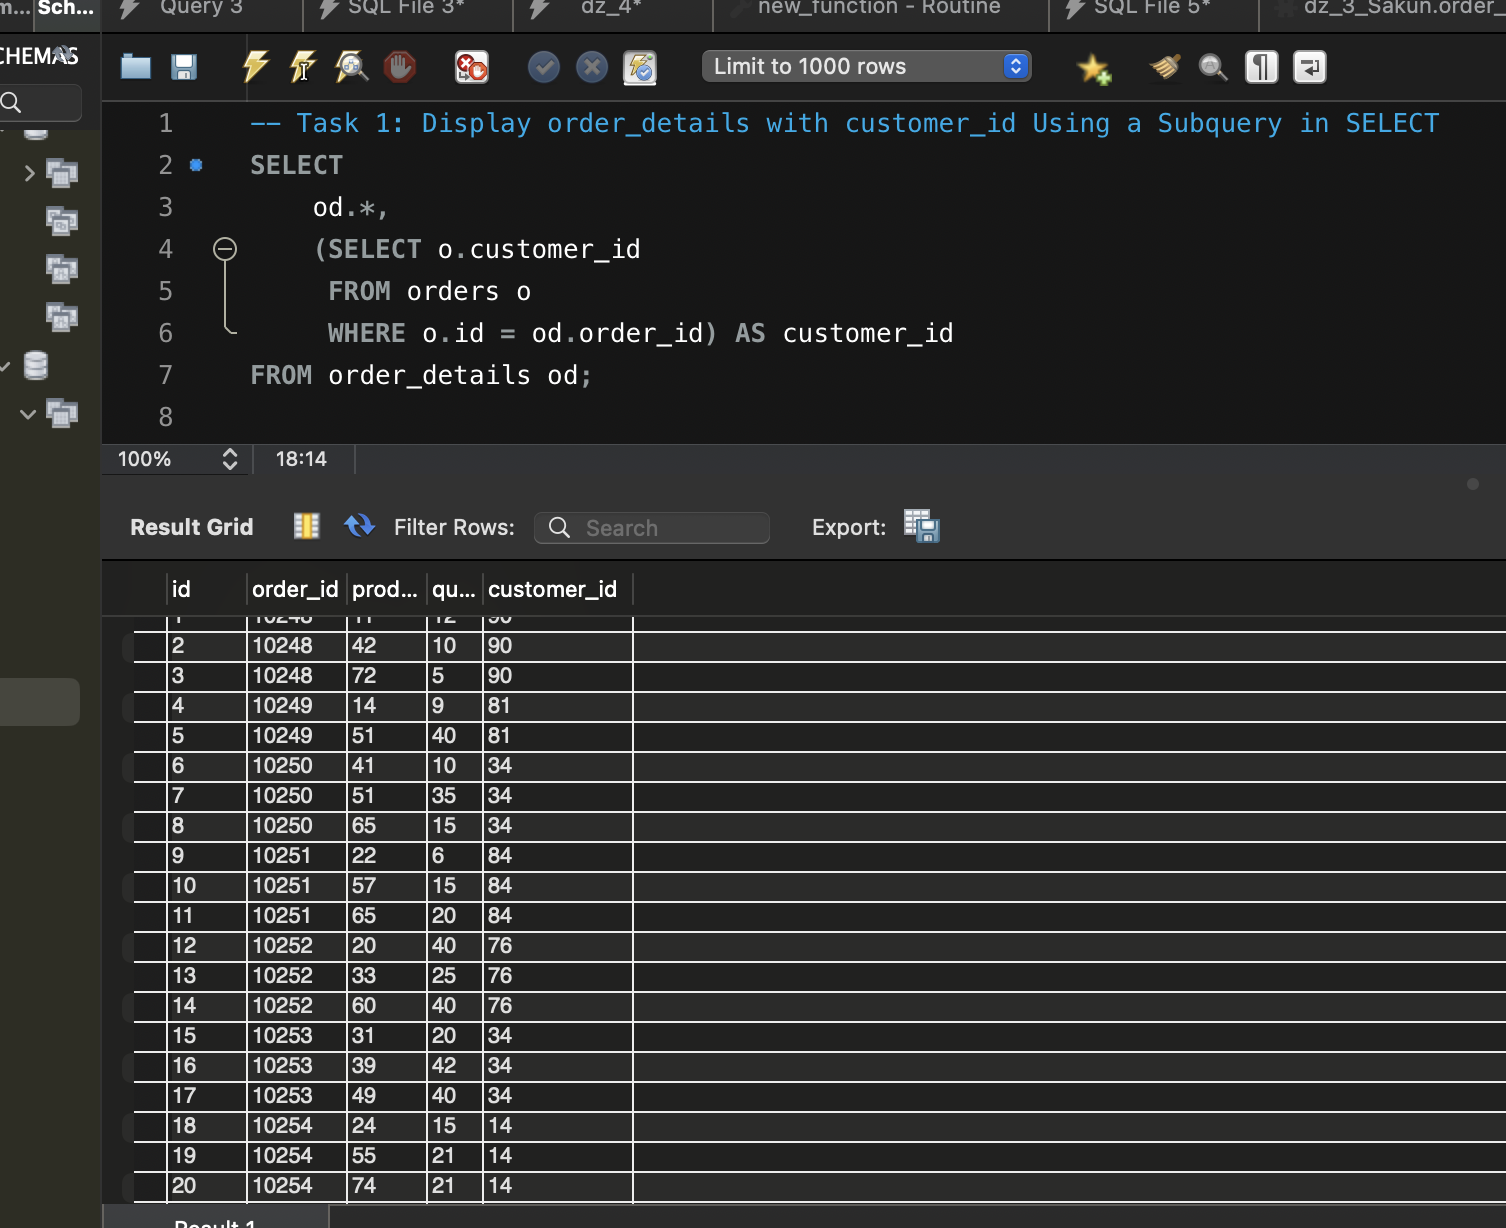 Sch...
Query 3
SQL File 3*
dz_4*
new_function - Routine
SQL File 5*
dz_3_Sakun.order_
CHEMAS
Limit to 1000 rows
1 -- Task 1: Display order_details with customer_id Using a Subquery in SELECT
2 SELECT
3 od.*,
4 (SELECT o.customer_id
5 FROM orders o
6 WHERE o.id = od.order_id) AS customer_id
7 FROM order_details od;
8
100% 18:14
Result Grid Filter Rows: Search Export:
id order_id prod... qu... customer_id
1 10248 11 12 90
2 10248 42 10 90
3 10248 72 5 90
4 10249 14 9 81
5 10249 51 40 81
6 10250 41 10 34
7 10250 51 35 34
8 10250 65 15 34
9 10251 22 6 84
10 10251 57 15 84
11 10251 65 20 84
12 10252 20 40 76
13 10252 33 25 76
14 10252 60 40 76
15 10253 31 20 34
16 10253 39 42 34
17 10253 49 40 34
18 10254 24 15 14
19 10254 55 21 14
20 10254 74 21 14
Result 1